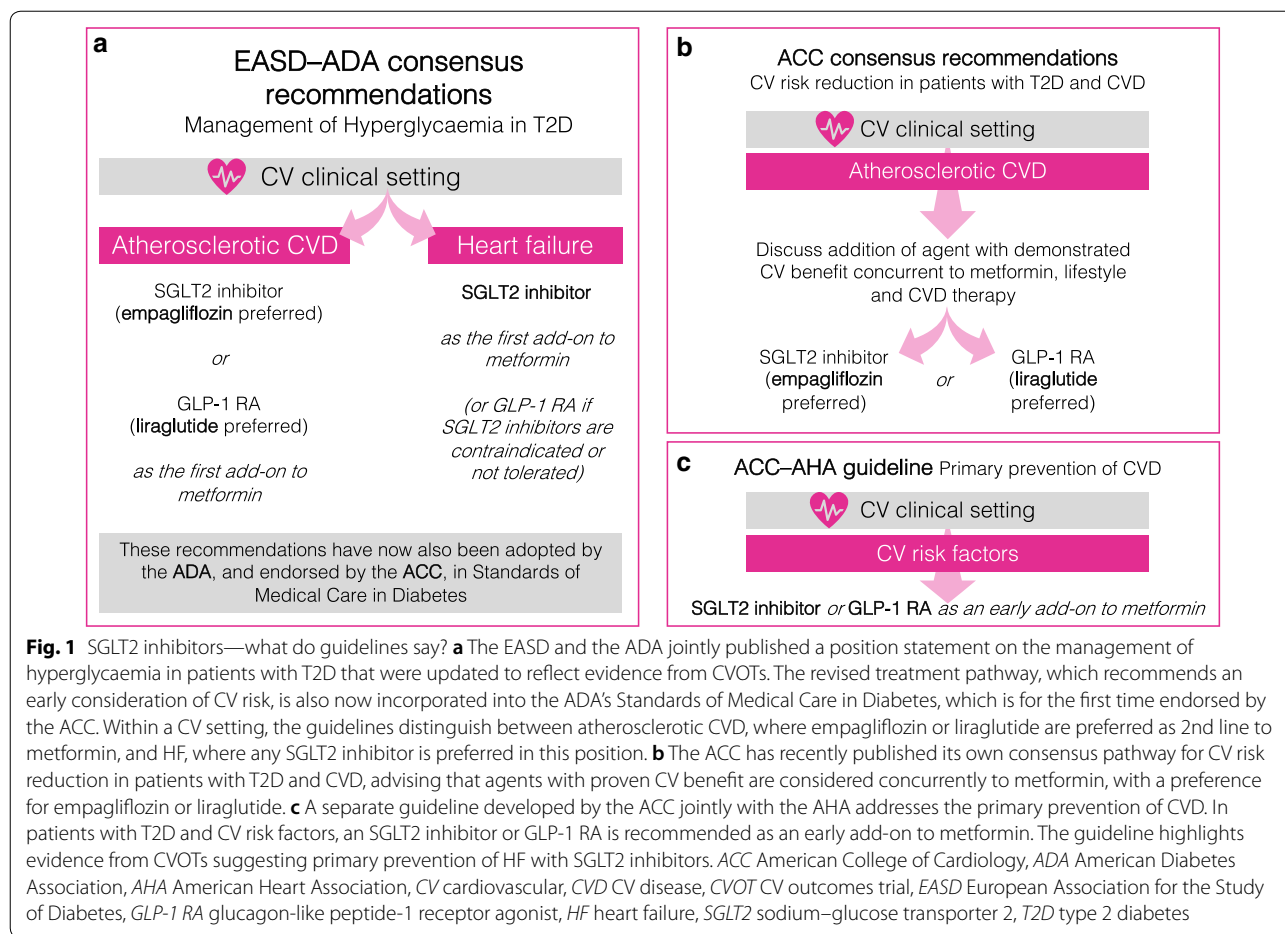 a
EASD–ADA consensus
recommendations
Management of Hyperglycaemia in T2D
CV clinical setting
Atherosclerotic CVD
SGLT2 inhibitor
(empagliflozin preferred)
or
GLP-1 RA
(liraglutide preferred)
as the first add-on to
metformin
Heart failure
SGLT2 inhibitor
as the first add-on to
metformin
(or GLP-1 RA if
SGLT2 inhibitors are
contraindicated or
not tolerated)
These recommendations have now also been adopted by
the ADA, and endorsed by the ACC, in Standards of
Medical Care in Diabetes
b
ACC consensus recommendations
CV risk reduction in patients with T2D and CVD
CV clinical setting
Atherosclerotic CVD
Discuss addition of agent with demonstrated
CV benefit concurrent to metformin, lifestyle
and CVD therapy
SGLT2 inhibitor
(empagliflozin
preferred)
or
GLP-1 RA
(liraglutide
preferred)
c
ACC–AHA guideline Primary prevention of CVD
CV clinical setting
CV risk factors
SGLT2 inhibitor or GLP-1 RA as an early add-on to metformin
Fig. 1 SGLT2 inhibitors—what do guidelines say? a The EASD and the ADA jointly published a position statement on the management of
hyperglycaemia in patients with T2D that were updated to reflect evidence from CVOTs. The revised treatment pathway, which recommends an
early consideration of CV risk, is also now incorporated into the ADA's Standards of Medical Care in Diabetes, which is for the first time endorsed by
the ACC. Within a CV setting, the guidelines distinguish between atherosclerotic CVD, where empagliflozin or liraglutide are preferred as 2nd line to
metformin, and HF, where any SGLT2 inhibitor is preferred in this position. b The ACC has recently published its own consensus pathway for CV risk
reduction in patients with T2D and CVD, advising that agents with proven CV benefit are considered concurrently to metformin, with a preference
for empagliflozin or liraglutide. c A separate guideline developed by the ACC jointly with the AHA addresses the primary prevention of CVD. In
patients with T2D and CV risk factors, an SGLT2 inhibitor or GLP-1 RA is recommended as an early add-on to metformin. The guideline highlights
evidence from CVOTs suggesting primary prevention of HF with SGLT2 inhibitors. ACC American College of Cardiology, ADA American Diabetes
Association, AHA American Heart Association, CV cardiovascular, CVD CV disease, CVOT CV outcomes trial, EASD European Association for the Study
of Diabetes, GLP-1 RA glucagon-like peptide-1 receptor agonist, HF heart failure, SGLT2 sodium–glucose transporter 2, T2D type 2 diabetes